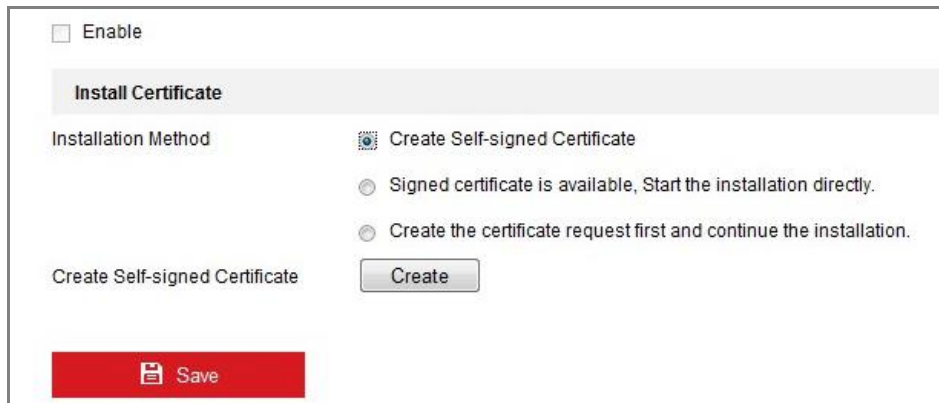 Enable
Install Certificate
Installation Method
Create Self-signed Certificate
Signed certificate is available, Start the installation directly.
Create the certificate request first and continue the installation.
Create Self-signed Certificate
Create
Save